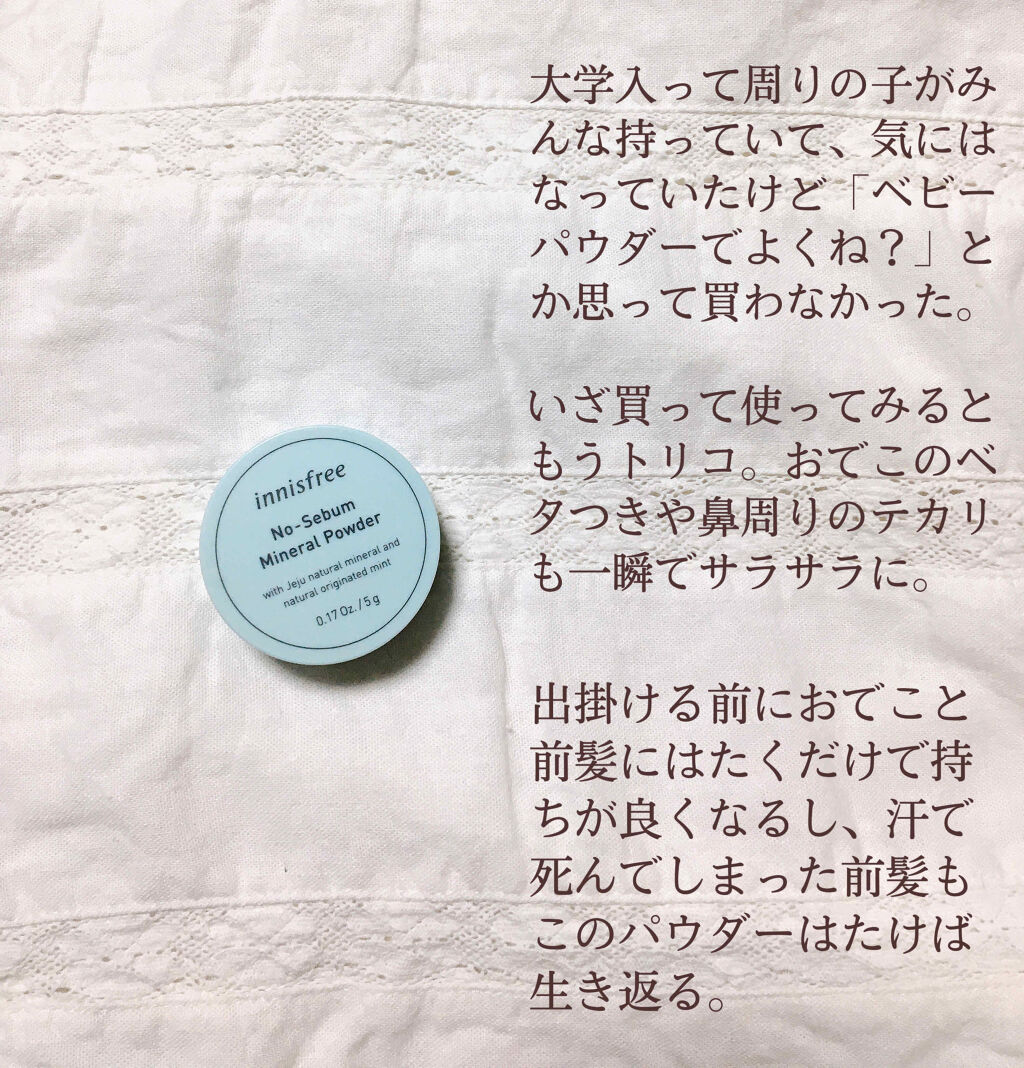 innisfree
No-Sebum
Mineral Powder
with Jeju natural mineral and
natural originated mint
0.17 Oz. / 5 g
大学入って周りの子がみ
んな持っていて、気には
なっていたけど「ベビー
パウダーでよくね？」と
か思って買わなかった。
いざ買って使ってみると
もうトリコ。おでこのベ
タつきや鼻周りのテカリ
も一瞬でサラサラに。
出掛ける前におでこと
前髪にはたくだけで持
ちが良くなるし、汗で
死んでしまった前髪も
このパウダーはたけば
生き返る。